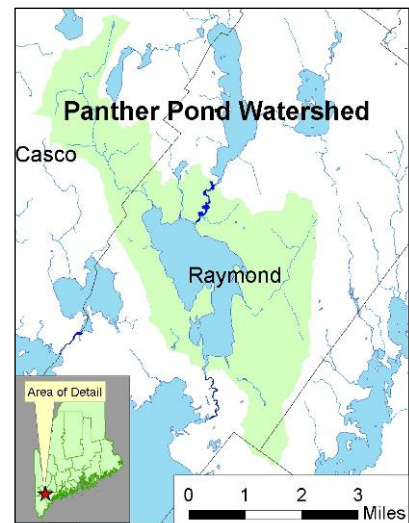 Panther Pond Watershed
Casco
Raymond
Area of Detail
0 1 2 3
Miles